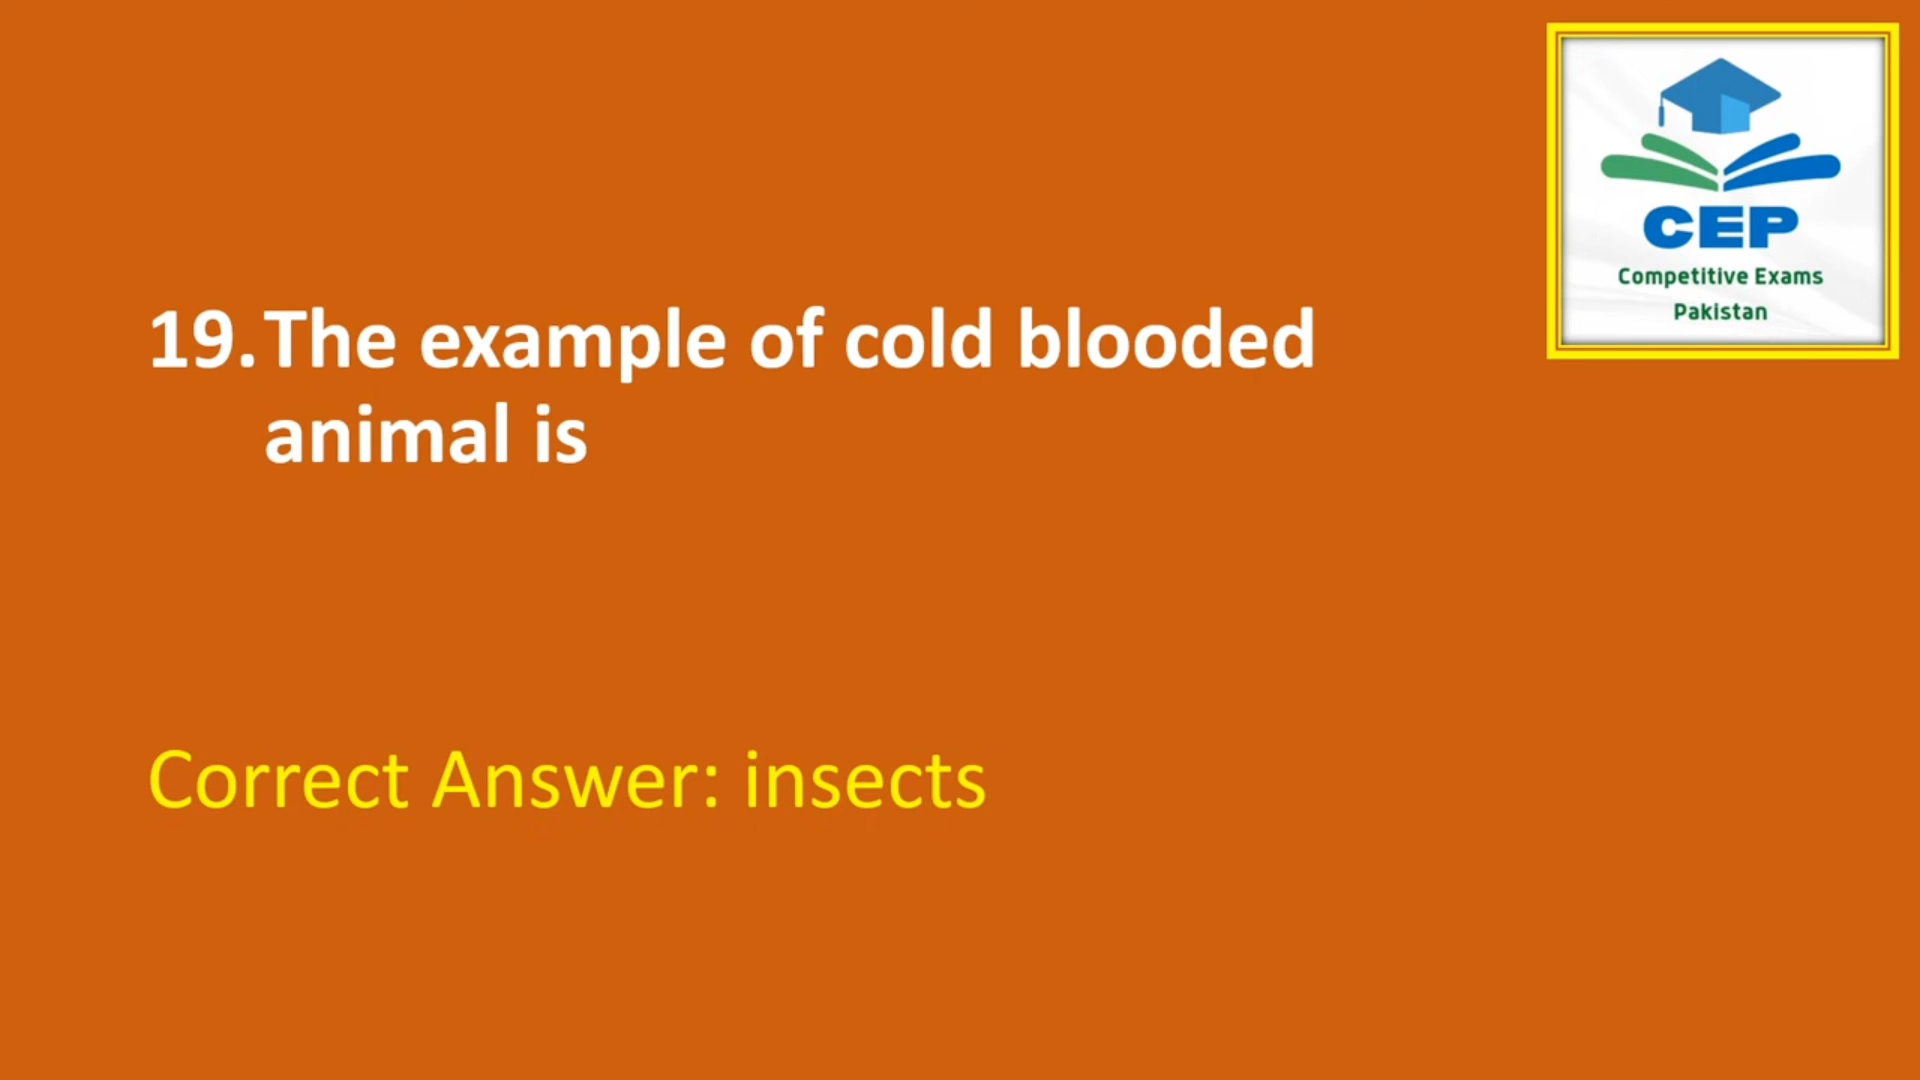 CEP
Competitive Exams
Pakistan
19. The example of cold blooded
animal is
Correct Answer: insects